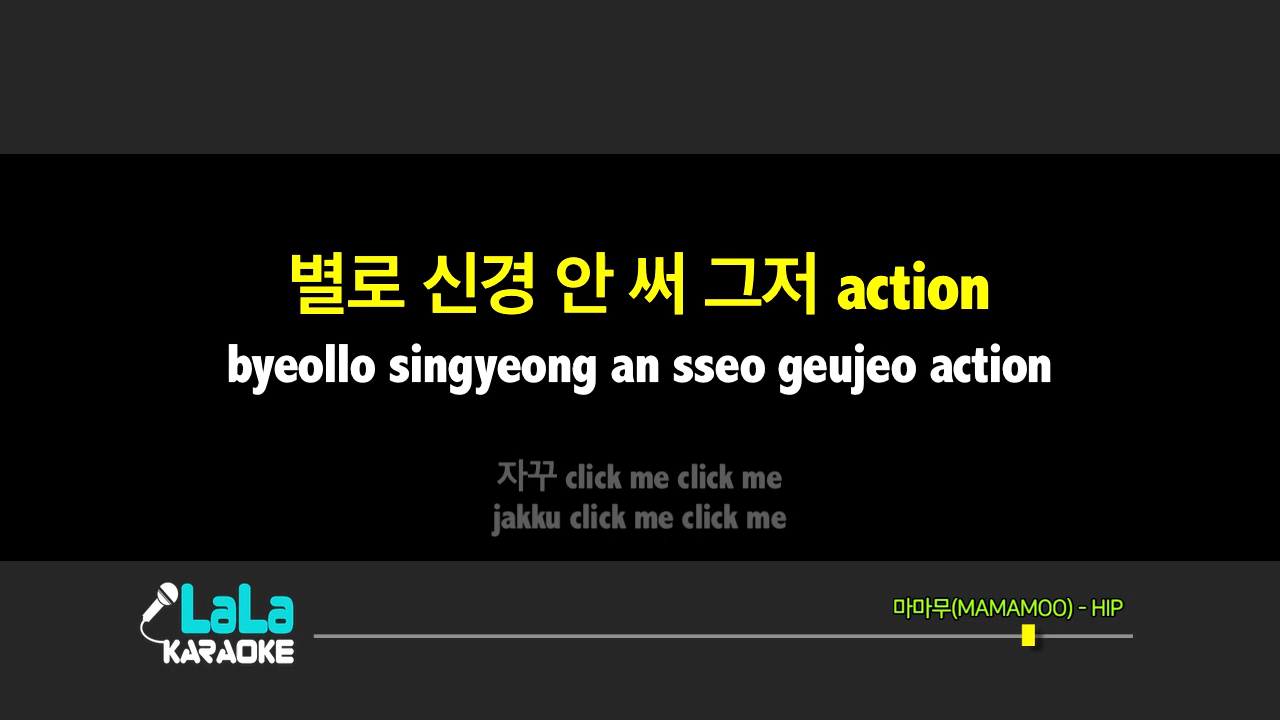 별로 신경 안 써 그저 action
byeollo singyeong an sseo geujeo action
자꾸 click me click me
jakku click me click me
마마무(MAMAMOO) - HIP
LaLa
KARAOKE